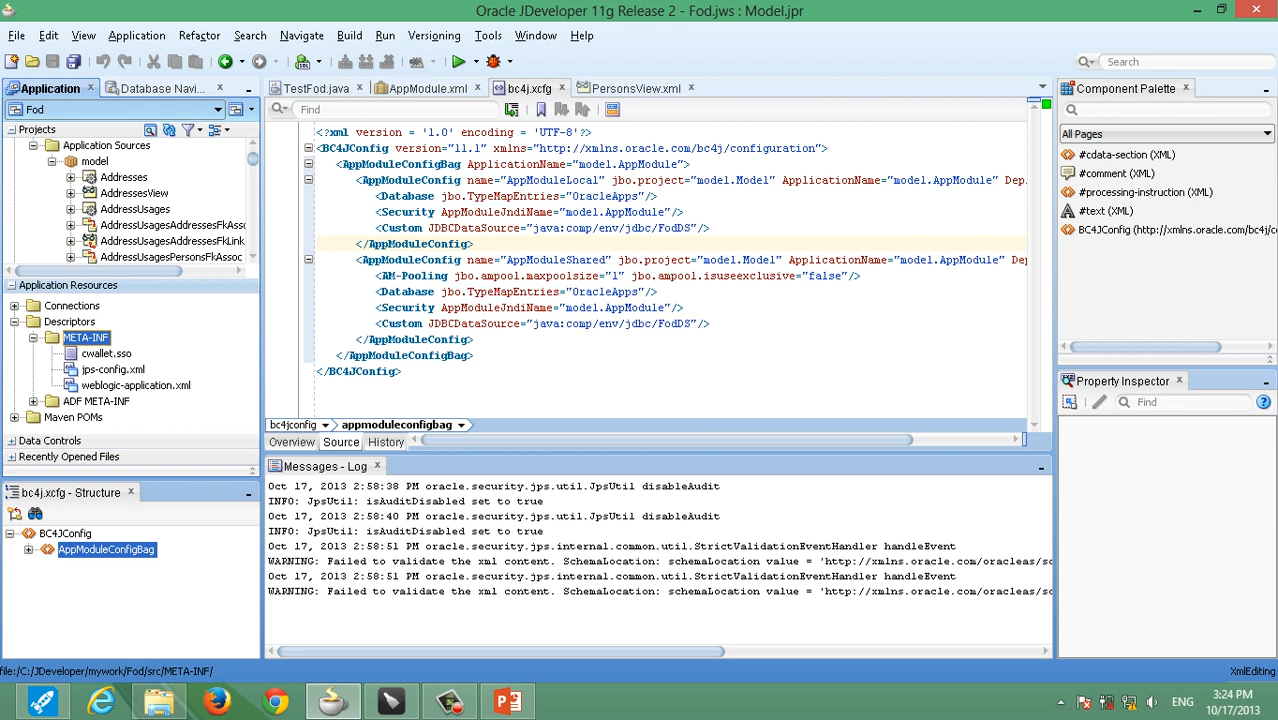 Oracle JDeveloper 11g Release 2 - Fod.jws : Model.jpr
File Edit View Application Refactor Search Navigate Build Run Versioning Tools Window Help
Search
Application Database Navi...
TestFod.java AppModule.xml bc4j.xcfg PersonsView.xml
Component Palette
Fod
Find
Projects
All Pages
Application Sources
model
Addresses
AddressesView
AddressUsages
AddressUsagesAddressesFkAssoc
AddressUsagesAddressesFkLink
AddressUsagesPersonsFkAssoc
Application Resources
Connections
Descriptors
META-INF
cwallet.sso
jps-config.xml
weblogic-application.xml
ADF META-INF
Maven POMs
Data Controls
Recently Opened Files
<?xml version = '1.0' encoding = 'UTF-8'?>
<BC4JConfig version="11.1" xmlns="http://xmlns.oracle.com/bc4j/configuration">
<AppModuleConfigBag ApplicationName="model.AppModule">
<AppModuleConfig name="AppModuleLocal" jbo.project="model.Model" ApplicationName="model.AppModule" Dep
<Database jbo.TypeMapEntries="OracleApps"/>
<Security AppModuleJndiName="model.AppModule"/>
<Custom JDBCDataSource="java:comp/env/jdbc/FodDS"/>
</AppModuleConfig>
<AppModuleConfig name="AppModuleShared" jbo.project="model.Model" ApplicationName="model.AppModule" De
<AM-Pooling jbo.ampool.maxpoolsize="1" jbo.ampool.isuseexclusive="false"/>
<Database jbo.TypeMapEntries="OracleApps"/>
<Security AppModuleJndiName="model.AppModule"/>
<Custom JDBCDataSource="java:comp/env/jdbc/FodDS"/>
</AppModuleConfig>
</AppModuleConfigBag>
</BC4JConfig>
bc4jconfig appmoduleconfigbag
Overview Source History
#cdata-section (XML)
#comment (XML)
#processing-instruction (XML)
#text (XML)
BC4JConfig (http://xmlns.oracle.com/bc4j/c
Property Inspector
Find
bc4j.xcfg - Structure
BC4JConfig
AppModuleConfigBag
Messages - Log
Oct 17, 2013 2:58:38 PM oracle.security.jps.util.JpsUtil disableAudit
INFO: JpsUtil: isAuditDisabled set to true
Oct 17, 2013 2:58:40 PM oracle.security.jps.util.JpsUtil disableAudit
INFO: JpsUtil: isAuditDisabled set to true
Oct 17, 2013 2:58:51 PM oracle.security.jps.internal.common.util.StrictValidationEventHandler handleEvent
WARNING: Failed to validate the xml content. SchemaLocation: schemaLocation value = 'http://xmlns.oracle.com/oracleas/sc
Oct 17, 2013 2:58:51 PM oracle.security.jps.internal.common.util.StrictValidationEventHandler handleEvent
WARNING: Failed to validate the xml content. SchemaLocation: schemaLocation value = 'http://xmlns.oracle.com/oracleas/sc
file:/C:/JDeveloper/mywork/Fod/src/META-INF/
XmlEditing
ENG
3:24 PM
10/17/2013